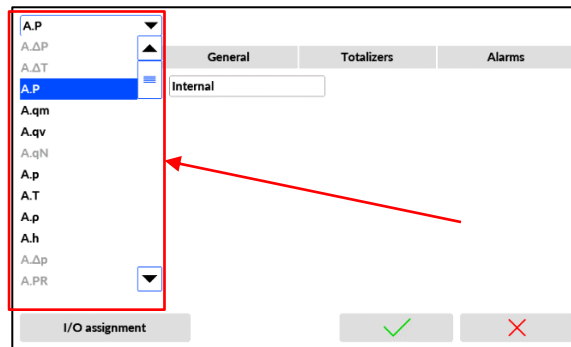 A.P
A.ΔP
A.ΔT
General Totalizers Alarms
A.P
Internal
A.qm
A.qv
A.qN
A.p
A.T
A.ρ
A.h
A.Δp
A.PR
I/O assignment